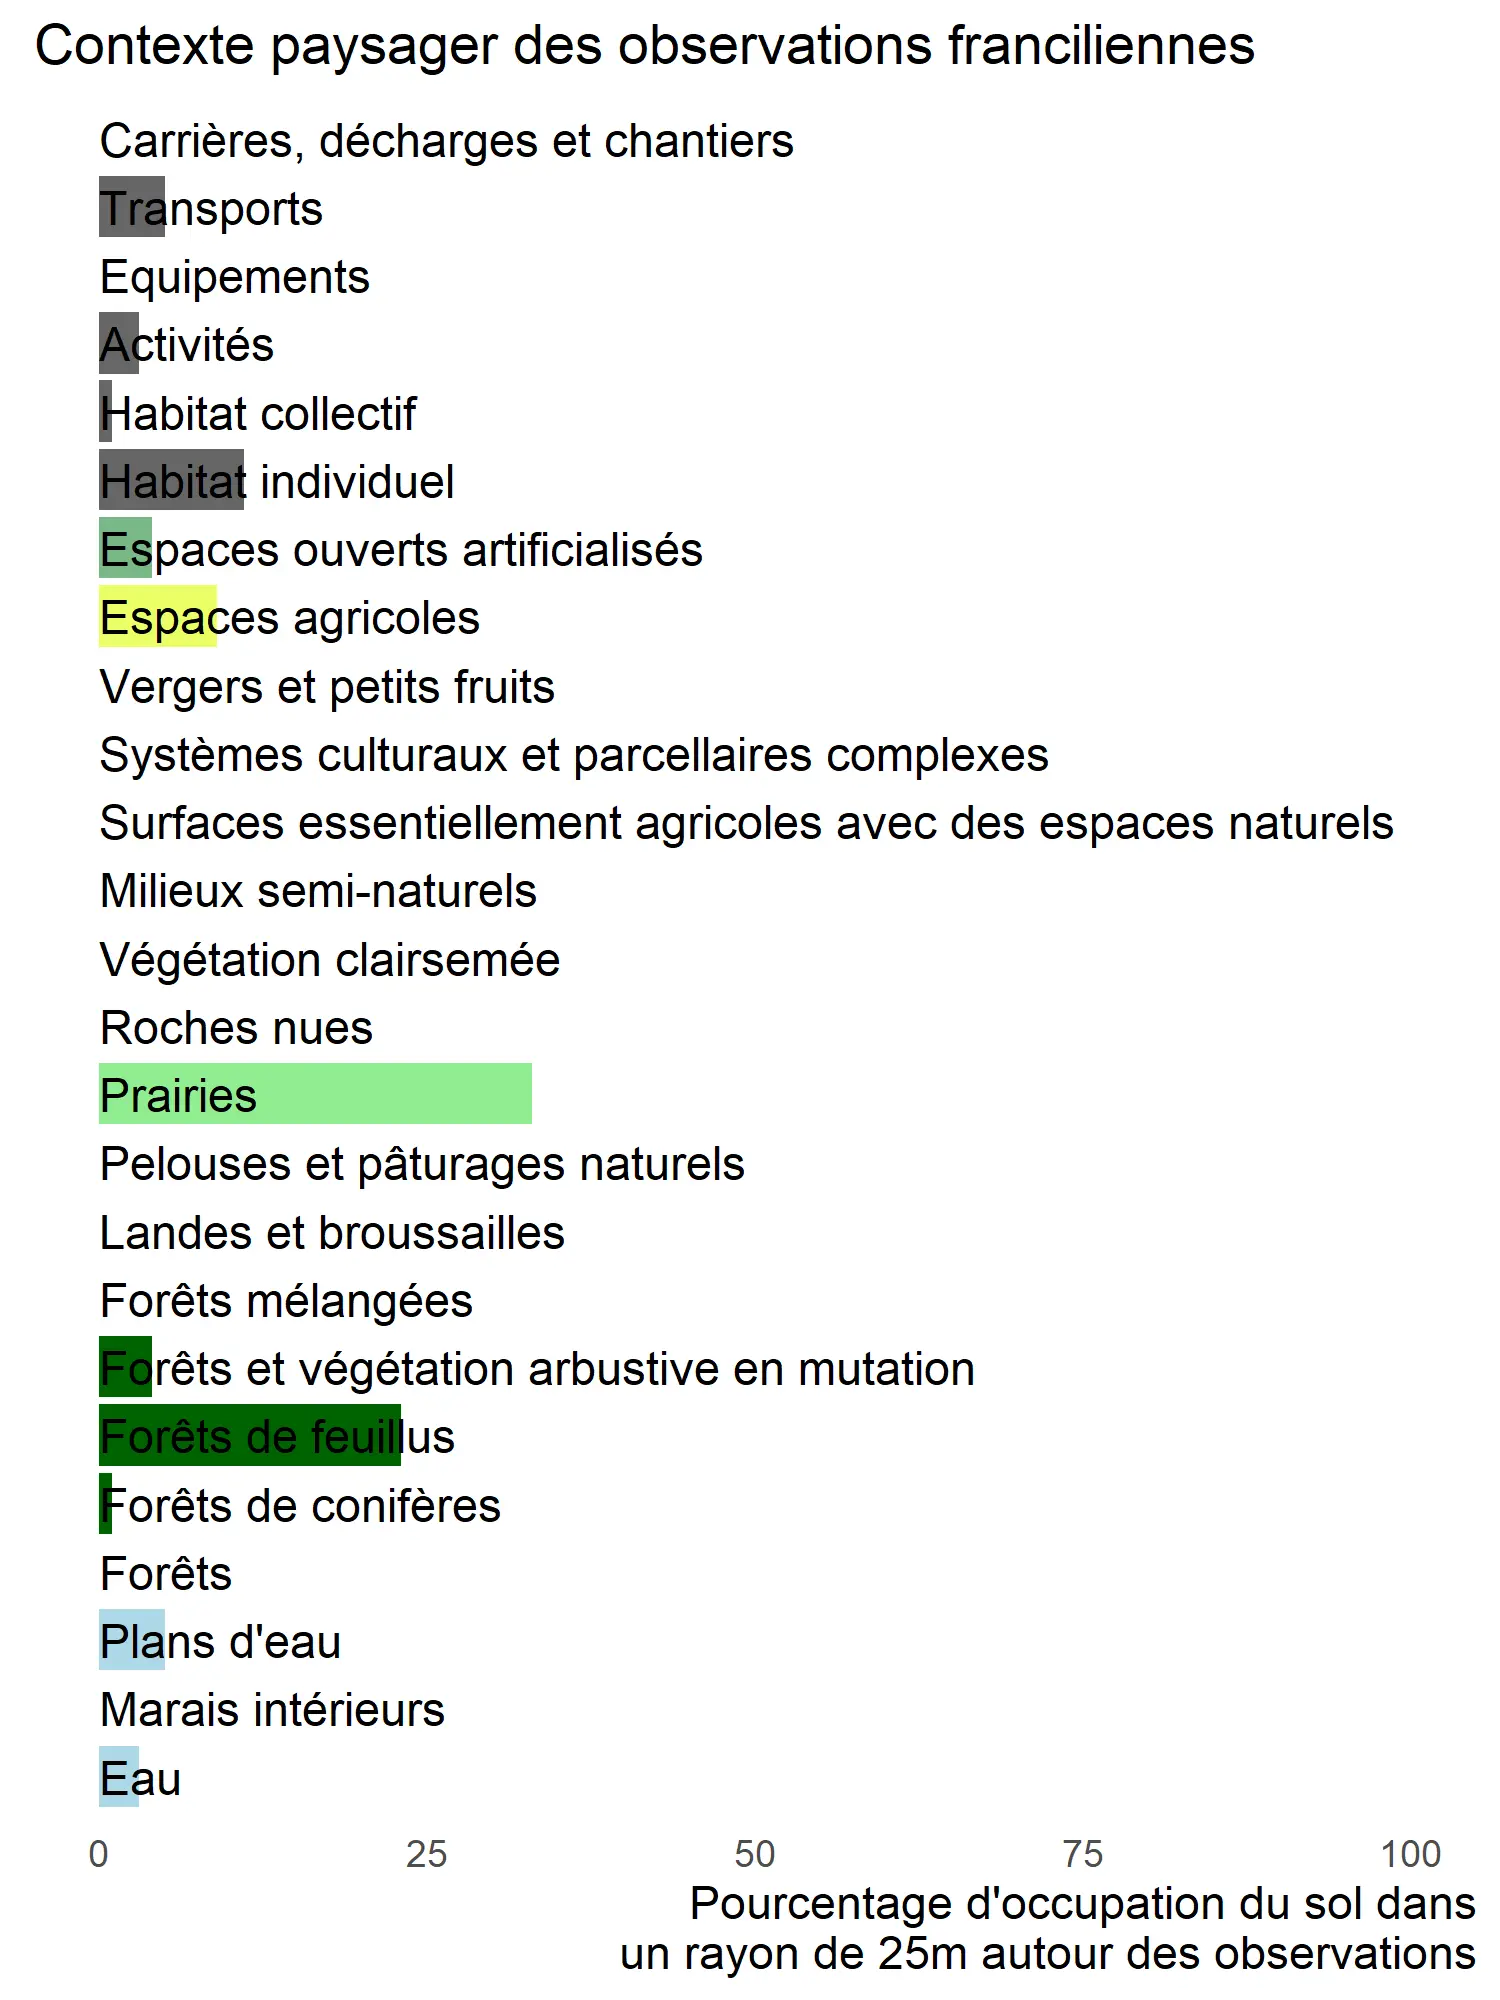 Contexte paysager des observations franciliennes
Carrières, décharges et chantiers
Transports
Equipements
Activités
Habitat collectif
Habitat individuel
Espaces ouverts artificialisés
Espaces agricoles
Vergers et petits fruits
Systèmes culturaux et parcellaires complexes
Surfaces essentiellement agricoles avec des espaces naturels
Milieux semi-naturels
Végétation clairsemée
Roches nues
Prairies
Pelouses et pâturages naturels
Landes et broussailles
Forêts mélangées
Forêts et végétation arbustive en mutation
Forêts de feuillus
Forêts de conifères
Forêts
Plans d'eau
Marais intérieurs
Eau
0 25 50 75 100
Pourcentage d'occupation du sol dans
un rayon de 25m autour des observations